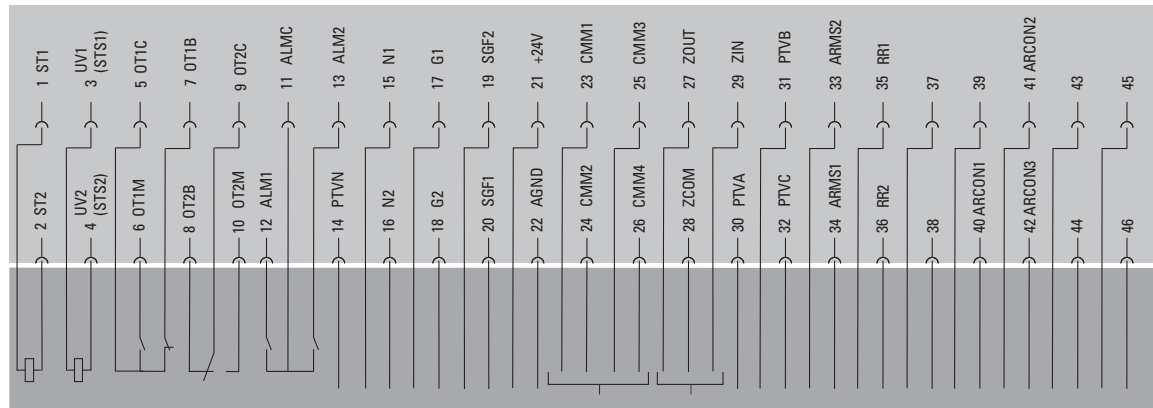 1 ST1
3 UV1
(STS1)
5 OT1C
7 OT1B
9 OT2C
11 ALMC
13 ALM2
15 N1
17 G1
19 SGF2
21 +24V
23 CMM1
25 CMM3
27 ZOUT
29 ZIN
31 PTVB
33 ARMS2
35 RR1
37
39
41 ARCON2
43
45
2 ST2
4 UV2
(STS2)
6 OT1M
8 OT2B
10 OT2M
12 ALM1
14 PTVN
16 N2
18 G2
20 SGF1
22 AGND
24 CMM2
26 CMM4
28 ZCOM
30 PTVA
32 PTVC
34 ARMS1
36 RR2
38
40 ARCON1
42 ARCON3
44
46